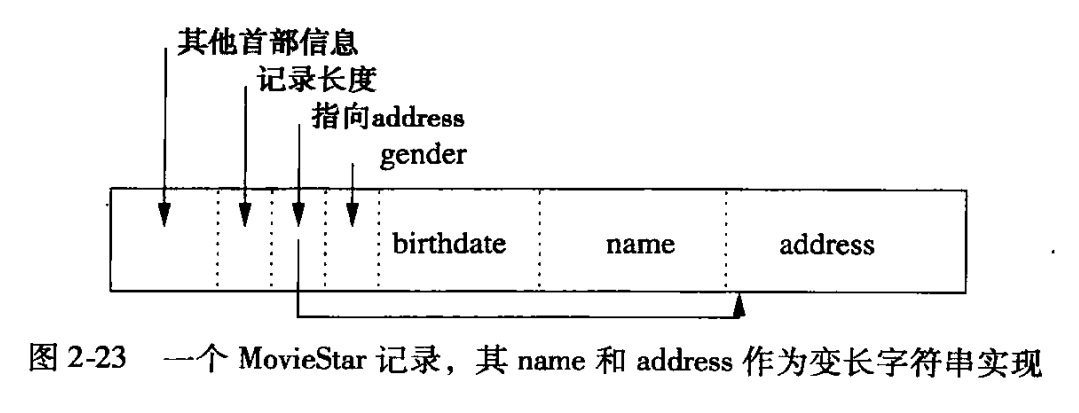 其他首部信息
记录长度
指向address
gender
birthdate name address
图 2-23 一个 MovieStar 记录，其 name 和 address 作为变长字符串实现